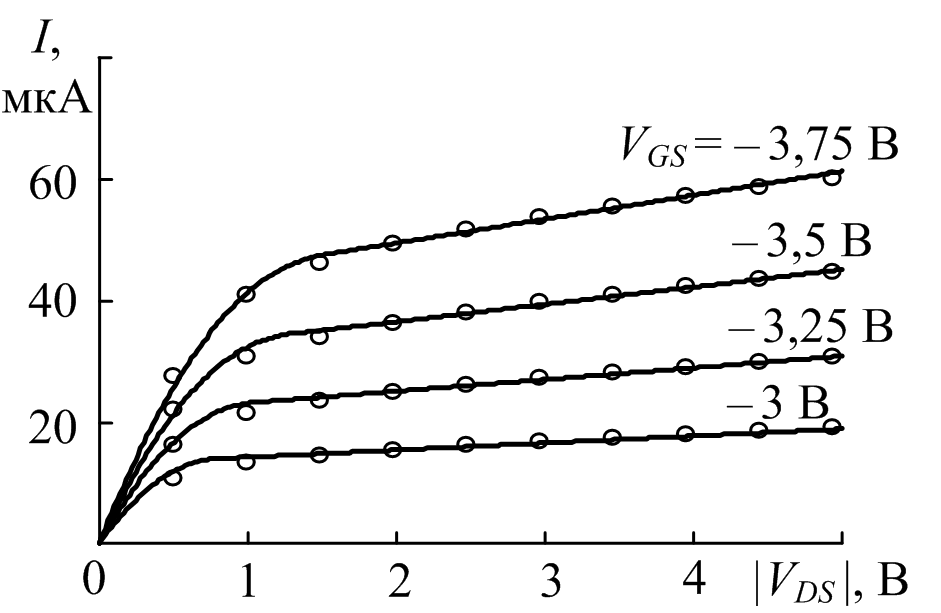 I,
мкА
V_GS = – 3,75 В
60
– 3,5 В
40
– 3,25 В
– 3 В
20
0 1 2 3 4 |V_DS|, В